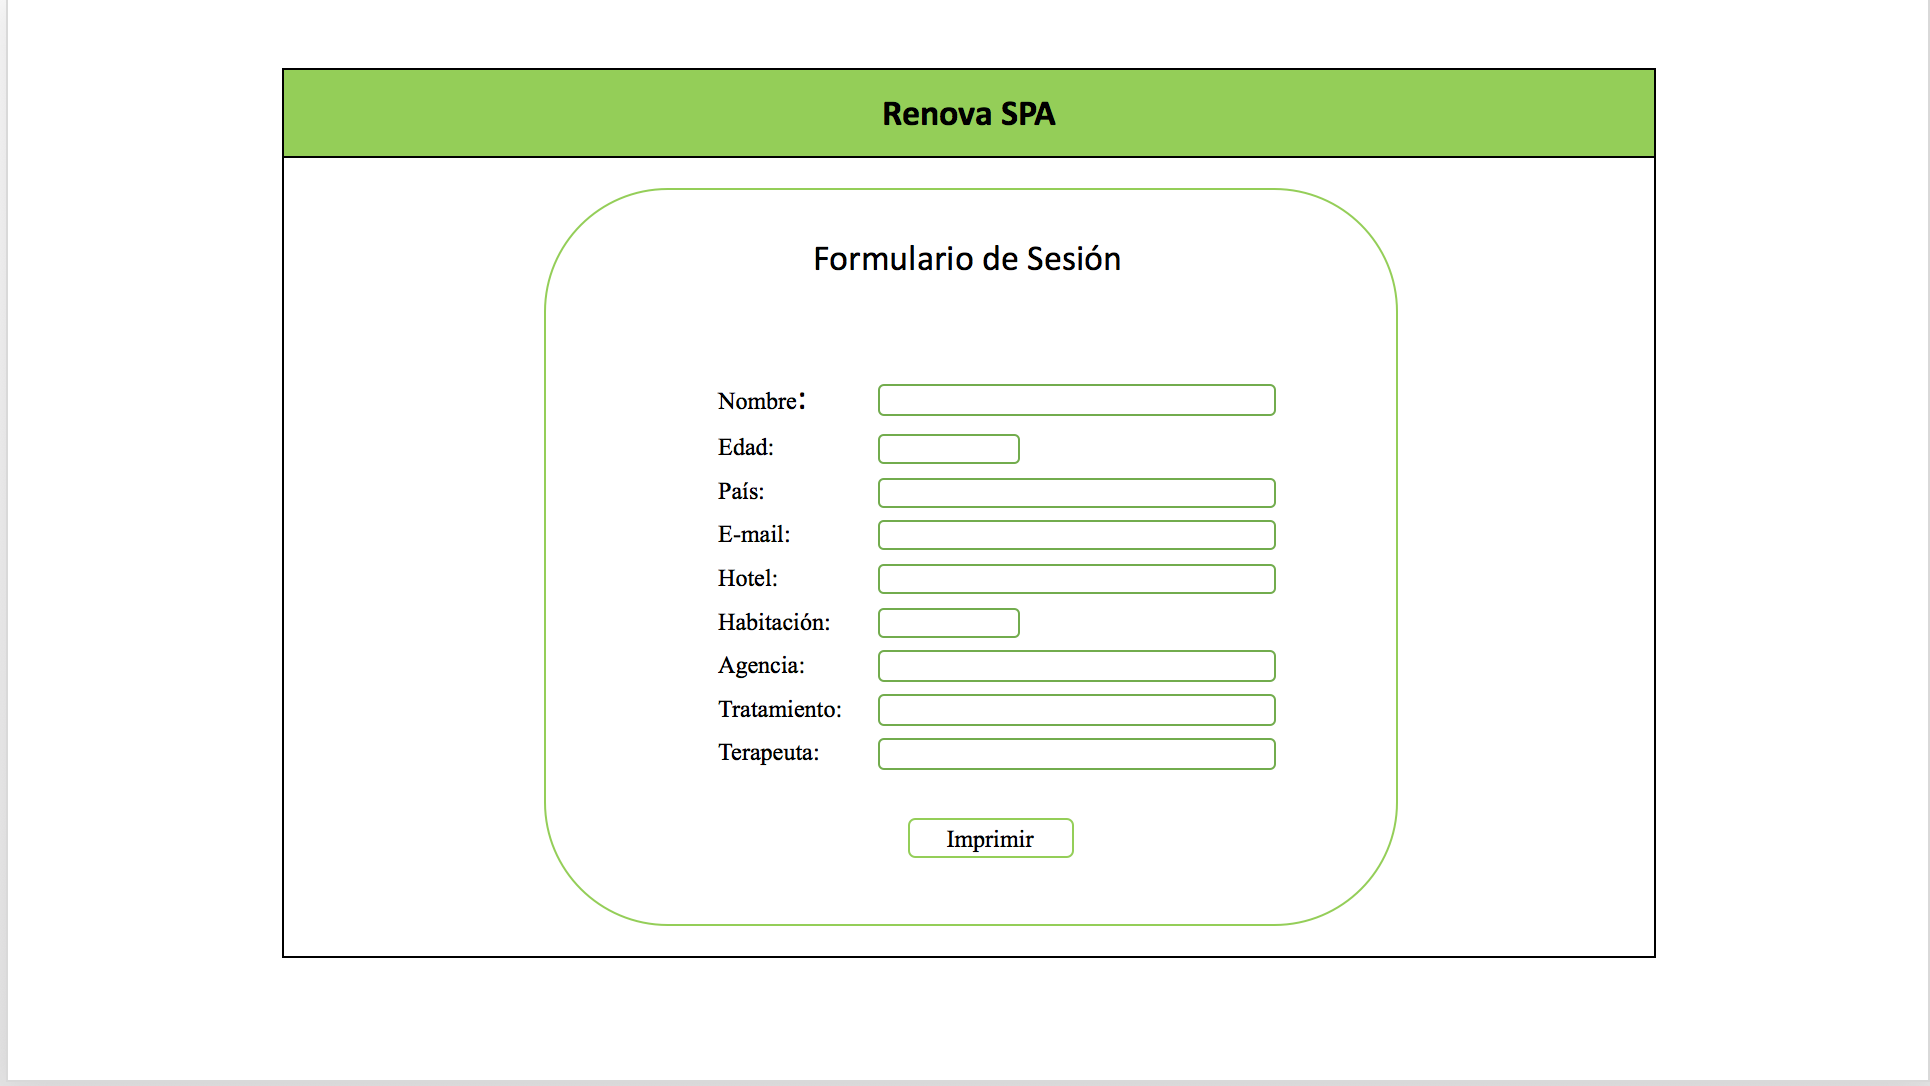 Renova SPA
Formulario de Sesión
Nombre:
Edad:
País:
E-mail:
Hotel:
Habitación:
Agencia:
Tratamiento:
Terapeuta:
Imprimir